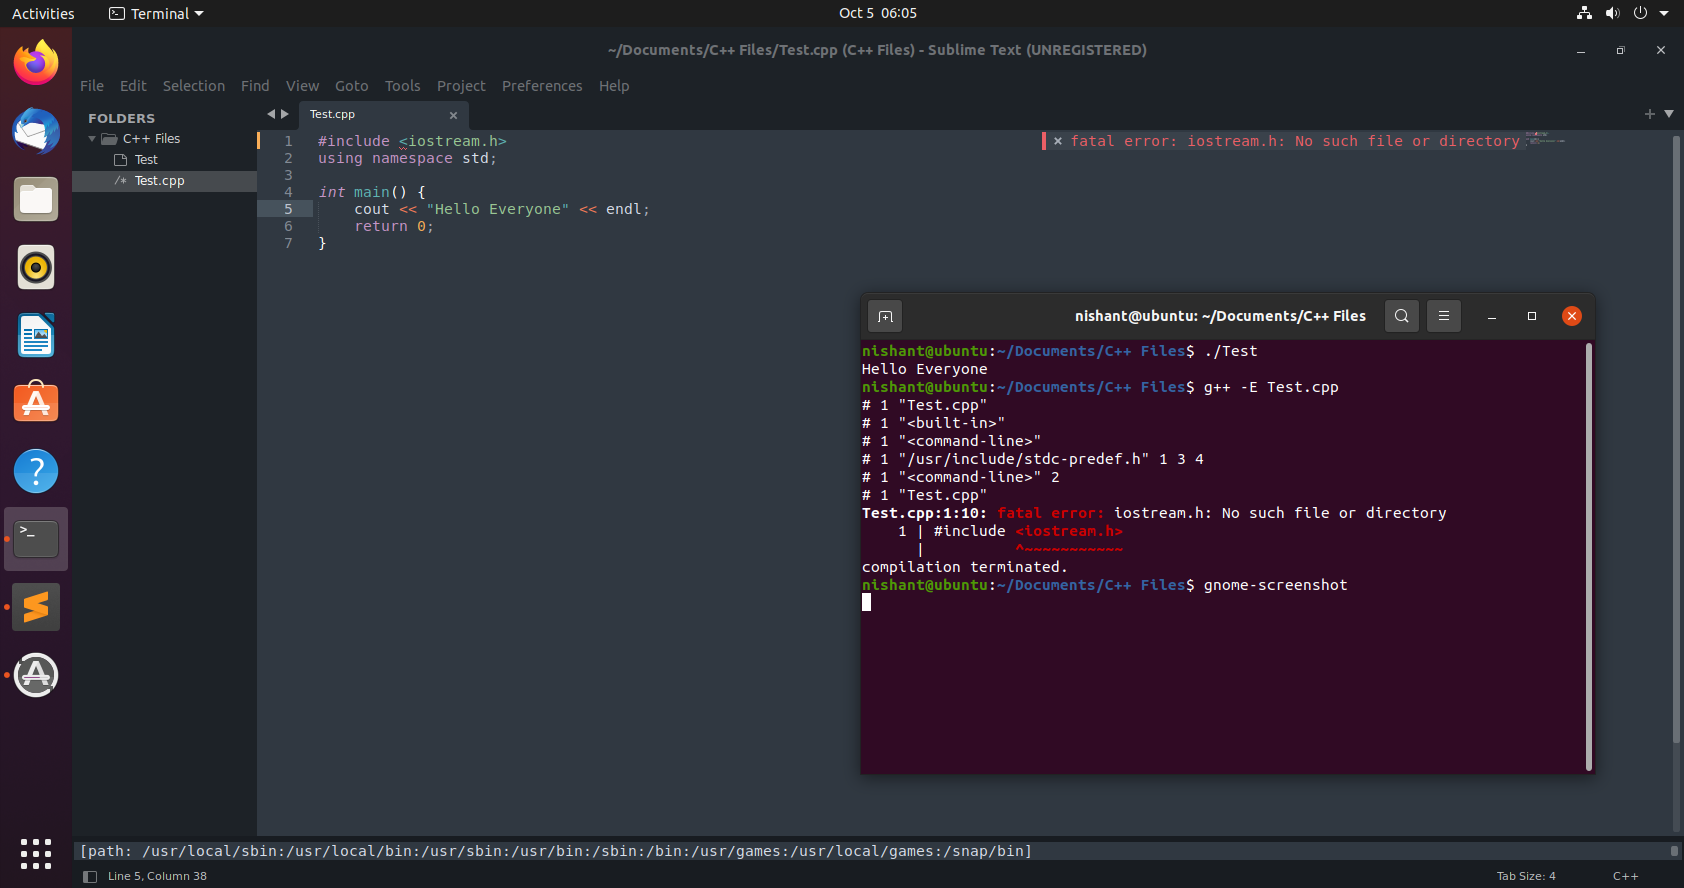 Activities
Terminal
Oct 5 06:05
~/Documents/C++ Files/Test.cpp (C++ Files) - Sublime Text (UNREGISTERED)
File Edit Selection Find View Goto Tools Project Preferences Help
FOLDERS
C++ Files
Test
/* Test.cpp
Test.cpp
1 #include <iostream.h>
fatal error: iostream.h: No such file or directory
2 using namespace std;
3
4 int main() {
5 cout << "Hello Everyone" << endl;
6 return 0;
7 }
nishant@ubuntu: ~/Documents/C++ Files
nishant@ubuntu:~/Documents/C++ Files$ ./Test
Hello Everyone
nishant@ubuntu:~/Documents/C++ Files$ g++ -E Test.cpp
# 1 "Test.cpp"
# 1 "<built-in>"
# 1 "<command-line>"
# 1 "/usr/include/stdc-predef.h" 1 3 4
# 1 "<command-line>" 2
# 1 "Test.cpp"
Test.cpp:1:10: fatal error: iostream.h: No such file or directory
1 | #include <iostream.h>
| ^~~~~~~~~~~~
compilation terminated.
nishant@ubuntu:~/Documents/C++ Files$ gnome-screenshot
[path: /usr/local/sbin:/usr/local/bin:/usr/sbin:/usr/bin:/sbin:/bin:/usr/games:/usr/local/games:/snap/bin]
Line 5, Column 38
Tab Size: 4
C++